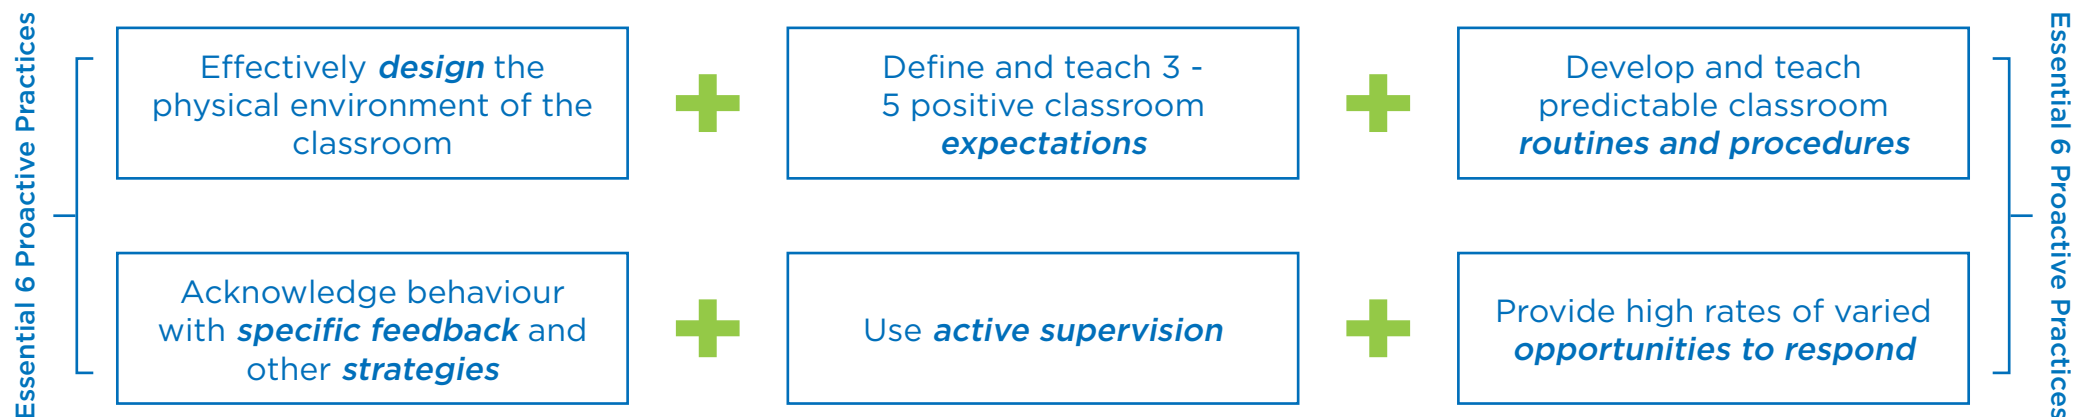 Essential 6 Proactive Practices
Effectively design the
physical environment of the
classroom
Define and teach 3 -
5 positive classroom
expectations
Develop and teach
predictable classroom
routines and procedures
Acknowledge behaviour
with specific feedback and
other strategies
Use active supervision
Provide high rates of varied
opportunities to respond
Essential 6 Proactive Practices